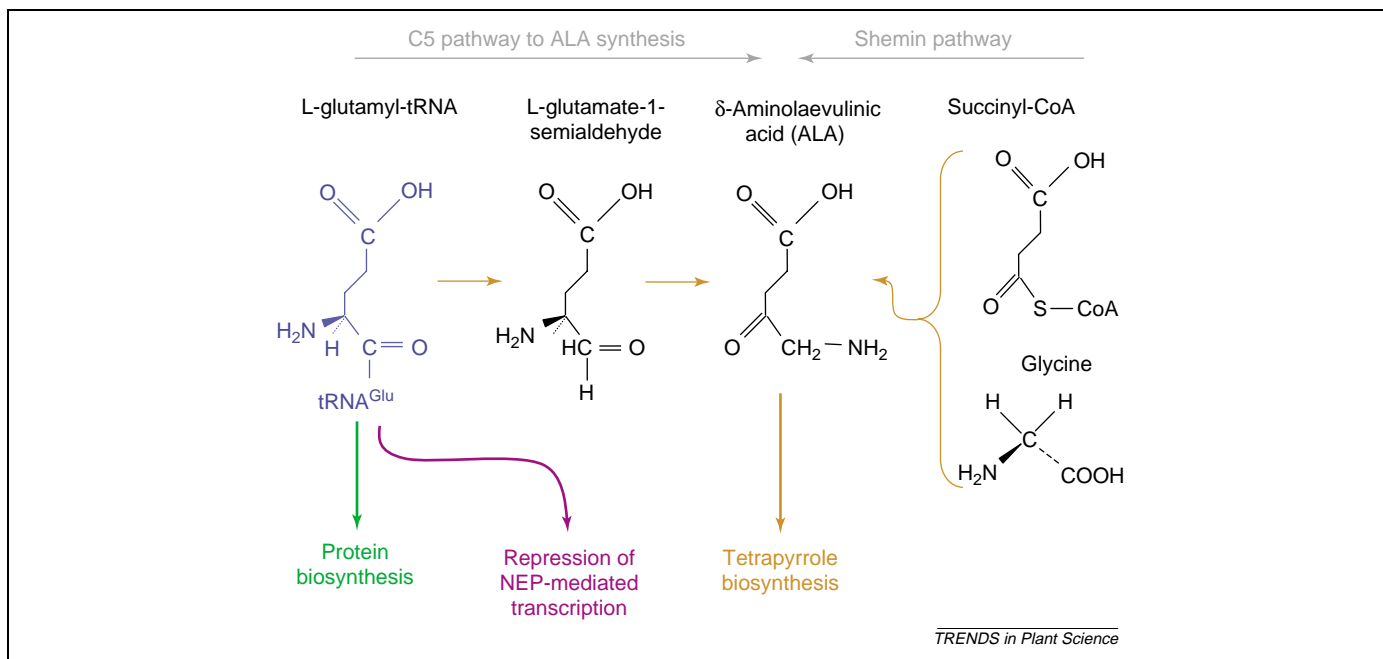 C5 pathway to ALA synthesis
Shemin pathway
L-glutamyl-tRNA
L-glutamate-1-
semialdehyde
δ-Aminolaevulinic
acid (ALA)
Succinyl-CoA
O
OH
C
H₂N
H
C
O
tRNA^Glu
O
OH
C
H₂N
HC
O
H
O
OH
C
O
CH₂
NH₂
O
OH
C
O
S
CoA
Glycine
H
H
C
H₂N
COOH
Protein
biosynthesis
Repression of
NEP-mediated
transcription
Tetrapyrrole
biosynthesis
TRENDS in Plant Science